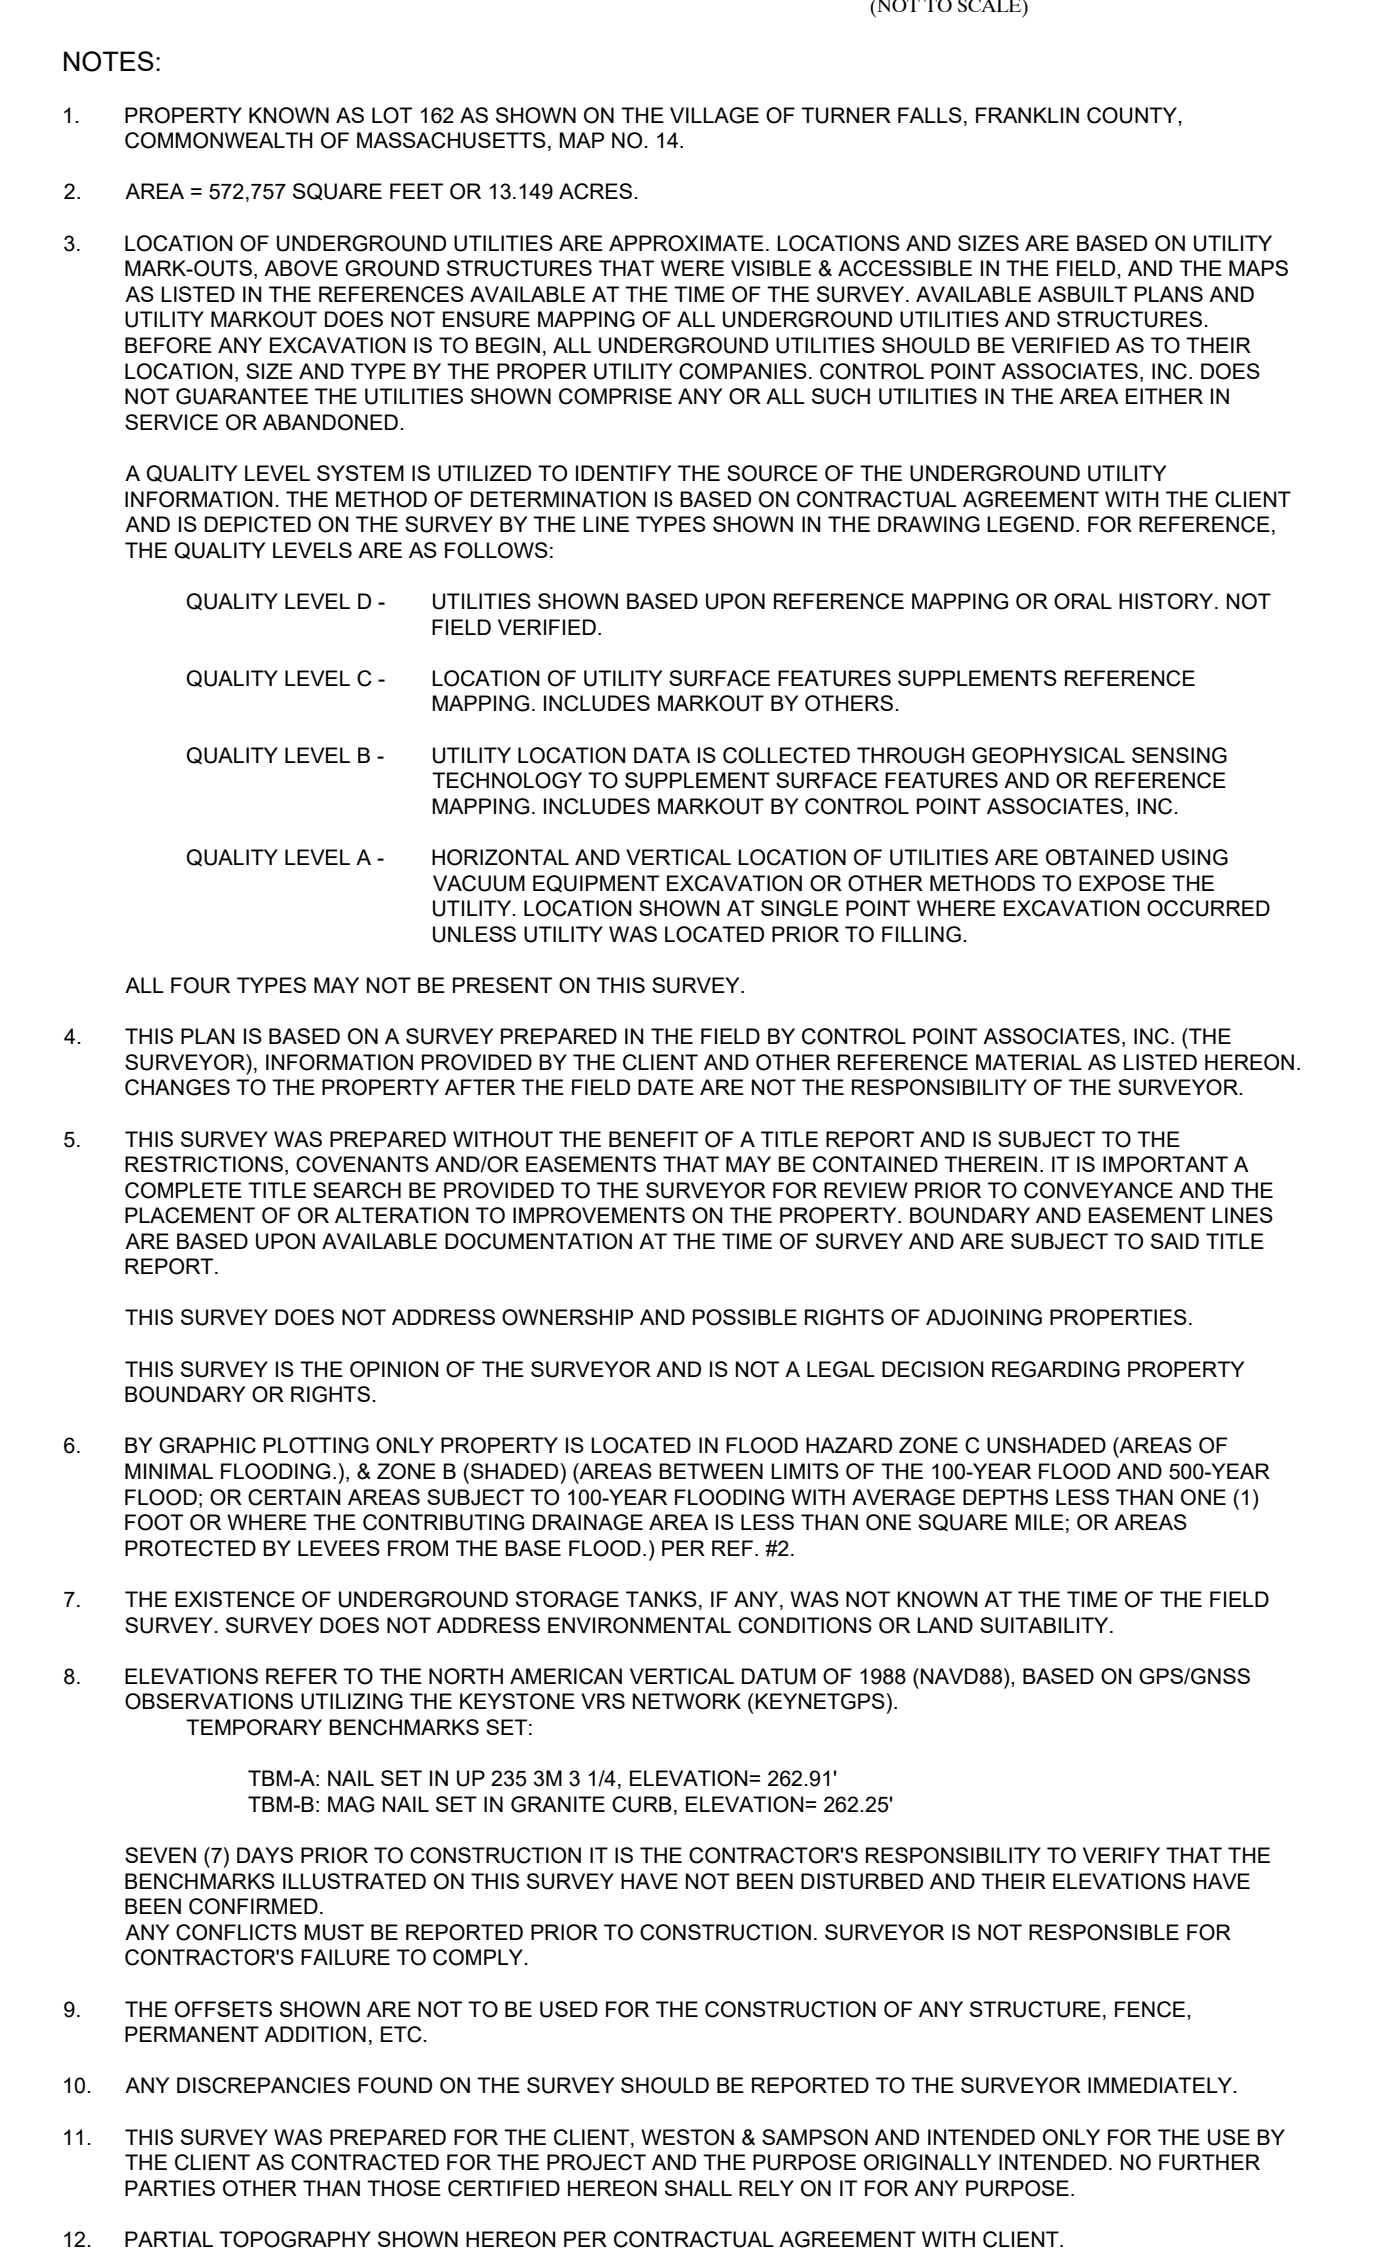 (NOT TO SCALE)
NOTES:
1. PROPERTY KNOWN AS LOT 162 AS SHOWN ON THE VILLAGE OF TURNER FALLS, FRANKLIN COUNTY,
COMMONWEALTH OF MASSACHUSETTS, MAP NO. 14.
2. AREA = 572,757 SQUARE FEET OR 13.149 ACRES.
3. LOCATION OF UNDERGROUND UTILITIES ARE APPROXIMATE. LOCATIONS AND SIZES ARE BASED ON UTILITY
MARK-OUTS, ABOVE GROUND STRUCTURES THAT WERE VISIBLE & ACCESSIBLE IN THE FIELD, AND THE MAPS
AS LISTED IN THE REFERENCES AVAILABLE AT THE TIME OF THE SURVEY. AVAILABLE ASBUILT PLANS AND
UTILITY MARKOUT DOES NOT ENSURE MAPPING OF ALL UNDERGROUND UTILITIES AND STRUCTURES.
BEFORE ANY EXCAVATION IS TO BEGIN, ALL UNDERGROUND UTILITIES SHOULD BE VERIFIED AS TO THEIR
LOCATION, SIZE AND TYPE BY THE PROPER UTILITY COMPANIES. CONTROL POINT ASSOCIATES, INC. DOES
NOT GUARANTEE THE UTILITIES SHOWN COMPRISE ANY OR ALL SUCH UTILITIES IN THE AREA EITHER IN
SERVICE OR ABANDONED.
A QUALITY LEVEL SYSTEM IS UTILIZED TO IDENTIFY THE SOURCE OF THE UNDERGROUND UTILITY
INFORMATION. THE METHOD OF DETERMINATION IS BASED ON CONTRACTUAL AGREEMENT WITH THE CLIENT
AND IS DEPICTED ON THE SURVEY BY THE LINE TYPES SHOWN IN THE DRAWING LEGEND. FOR REFERENCE,
THE QUALITY LEVELS ARE AS FOLLOWS:
QUALITY LEVEL D - UTILITIES SHOWN BASED UPON REFERENCE MAPPING OR ORAL HISTORY. NOT
FIELD VERIFIED.
QUALITY LEVEL C - LOCATION OF UTILITY SURFACE FEATURES SUPPLEMENTS REFERENCE
MAPPING. INCLUDES MARKOUT BY OTHERS.
QUALITY LEVEL B - UTILITY LOCATION DATA IS COLLECTED THROUGH GEOPHYSICAL SENSING
TECHNOLOGY TO SUPPLEMENT SURFACE FEATURES AND OR REFERENCE
MAPPING. INCLUDES MARKOUT BY CONTROL POINT ASSOCIATES, INC.
QUALITY LEVEL A - HORIZONTAL AND VERTICAL LOCATION OF UTILITIES ARE OBTAINED USING
VACUUM EQUIPMENT EXCAVATION OR OTHER METHODS TO EXPOSE THE
UTILITY. LOCATION SHOWN AT SINGLE POINT WHERE EXCAVATION OCCURRED
UNLESS UTILITY WAS LOCATED PRIOR TO FILLING.
ALL FOUR TYPES MAY NOT BE PRESENT ON THIS SURVEY.
4. THIS PLAN IS BASED ON A SURVEY PREPARED IN THE FIELD BY CONTROL POINT ASSOCIATES, INC. (THE
SURVEYOR), INFORMATION PROVIDED BY THE CLIENT AND OTHER REFERENCE MATERIAL AS LISTED HEREON.
CHANGES TO THE PROPERTY AFTER THE FIELD DATE ARE NOT THE RESPONSIBILITY OF THE SURVEYOR.
5. THIS SURVEY WAS PREPARED WITHOUT THE BENEFIT OF A TITLE REPORT AND IS SUBJECT TO THE
RESTRICTIONS, COVENANTS AND/OR EASEMENTS THAT MAY BE CONTAINED THEREIN. IT IS IMPORTANT A
COMPLETE TITLE SEARCH BE PROVIDED TO THE SURVEYOR FOR REVIEW PRIOR TO CONVEYANCE AND THE
PLACEMENT OF OR ALTERATION TO IMPROVEMENTS ON THE PROPERTY. BOUNDARY AND EASEMENT LINES
ARE BASED UPON AVAILABLE DOCUMENTATION AT THE TIME OF SURVEY AND ARE SUBJECT TO SAID TITLE
REPORT.
THIS SURVEY DOES NOT ADDRESS OWNERSHIP AND POSSIBLE RIGHTS OF ADJOINING PROPERTIES.
THIS SURVEY IS THE OPINION OF THE SURVEYOR AND IS NOT A LEGAL DECISION REGARDING PROPERTY
BOUNDARY OR RIGHTS.
6. BY GRAPHIC PLOTTING ONLY PROPERTY IS LOCATED IN FLOOD HAZARD ZONE C UNSHADED (AREAS OF
MINIMAL FLOODING.), & ZONE B (SHADED) (AREAS BETWEEN LIMITS OF THE 100-YEAR FLOOD AND 500-YEAR
FLOOD; OR CERTAIN AREAS SUBJECT TO 100-YEAR FLOODING WITH AVERAGE DEPTHS LESS THAN ONE (1)
FOOT OR WHERE THE CONTRIBUTING DRAINAGE AREA IS LESS THAN ONE SQUARE MILE; OR AREAS
PROTECTED BY LEVEES FROM THE BASE FLOOD.) PER REF. #2.
7. THE EXISTENCE OF UNDERGROUND STORAGE TANKS, IF ANY, WAS NOT KNOWN AT THE TIME OF THE FIELD
SURVEY. SURVEY DOES NOT ADDRESS ENVIRONMENTAL CONDITIONS OR LAND SUITABILITY.
8. ELEVATIONS REFER TO THE NORTH AMERICAN VERTICAL DATUM OF 1988 (NAVD88), BASED ON GPS/GNSS
OBSERVATIONS UTILIZING THE KEYSTONE VRS NETWORK (KEYNETGPS).
TEMPORARY BENCHMARKS SET:
TBM-A: NAIL SET IN UP 235 3M 3 1/4, ELEVATION= 262.91'
TBM-B: MAG NAIL SET IN GRANITE CURB, ELEVATION= 262.25'
SEVEN (7) DAYS PRIOR TO CONSTRUCTION IT IS THE CONTRACTOR'S RESPONSIBILITY TO VERIFY THAT THE
BENCHMARKS ILLUSTRATED ON THIS SURVEY HAVE NOT BEEN DISTURBED AND THEIR ELEVATIONS HAVE
BEEN CONFIRMED.
ANY CONFLICTS MUST BE REPORTED PRIOR TO CONSTRUCTION. SURVEYOR IS NOT RESPONSIBLE FOR
CONTRACTOR'S FAILURE TO COMPLY.
9. THE OFFSETS SHOWN ARE NOT TO BE USED FOR THE CONSTRUCTION OF ANY STRUCTURE, FENCE,
PERMANENT ADDITION, ETC.
10. ANY DISCREPANCIES FOUND ON THE SURVEY SHOULD BE REPORTED TO THE SURVEYOR IMMEDIATELY.
11. THIS SURVEY WAS PREPARED FOR THE CLIENT, WESTON & SAMPSON AND INTENDED ONLY FOR THE USE BY
THE CLIENT AS CONTRACTED FOR THE PROJECT AND THE PURPOSE ORIGINALLY INTENDED. NO FURTHER
PARTIES OTHER THAN THOSE CERTIFIED HEREON SHALL RELY ON IT FOR ANY PURPOSE.
12. PARTIAL TOPOGRAPHY SHOWN HEREON PER CONTRACTUAL AGREEMENT WITH CLIENT.